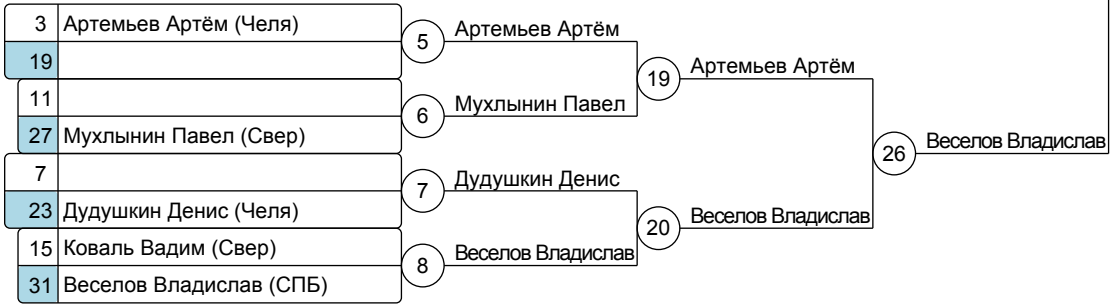 3 Артемьев Артём (Челя)
19
11
27 Мухлынин Павел (Свер)
7
23 Дудушкин Денис (Челя)
15 Коваль Вадим (Свер)
31 Веселов Владислав (СПБ)
5 Артемьев Артём
6 Мухлынин Павел
7 Дудушкин Денис
8 Веселов Владислав
19 Артемьев Артём
20 Веселов Владислав
26 Веселов Владислав